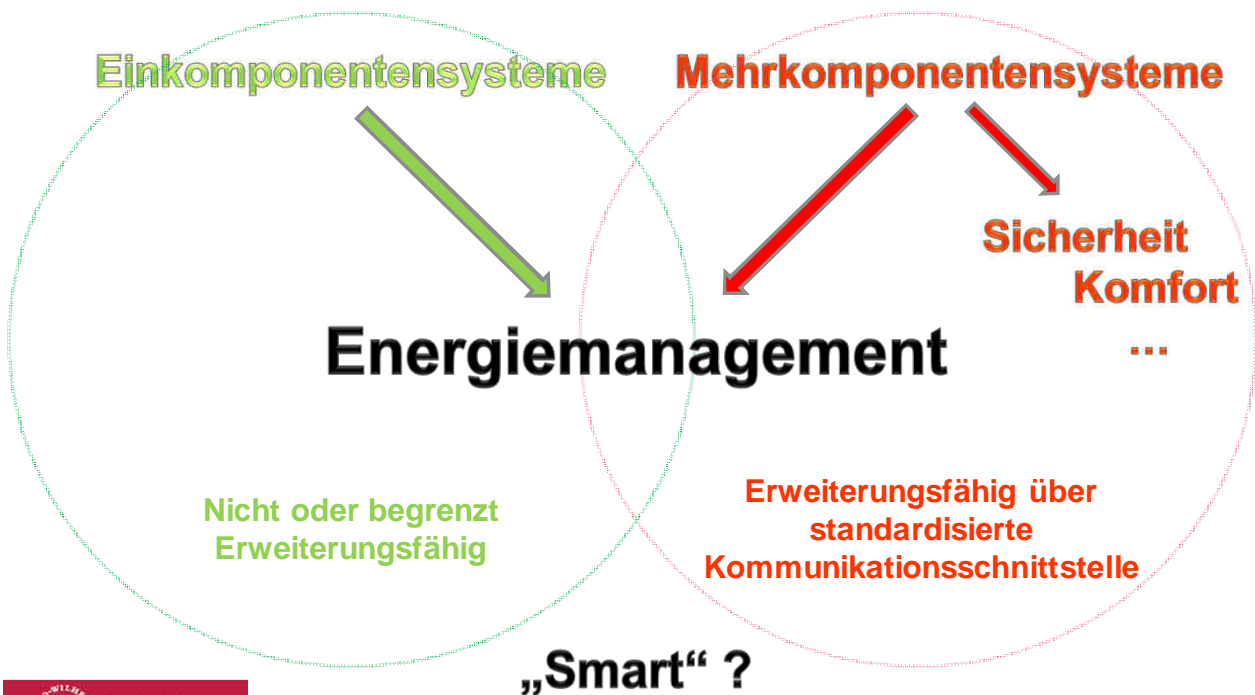 Einkomponentensysteme
Mehrkomponentensysteme
Sicherheit
Komfort
...
Energiemanagement
Nicht oder begrenzt
Erweiterungsfähig
Erweiterungsfähig über
standardisierte
Kommunikationsschnittstelle
„Smart“ ?